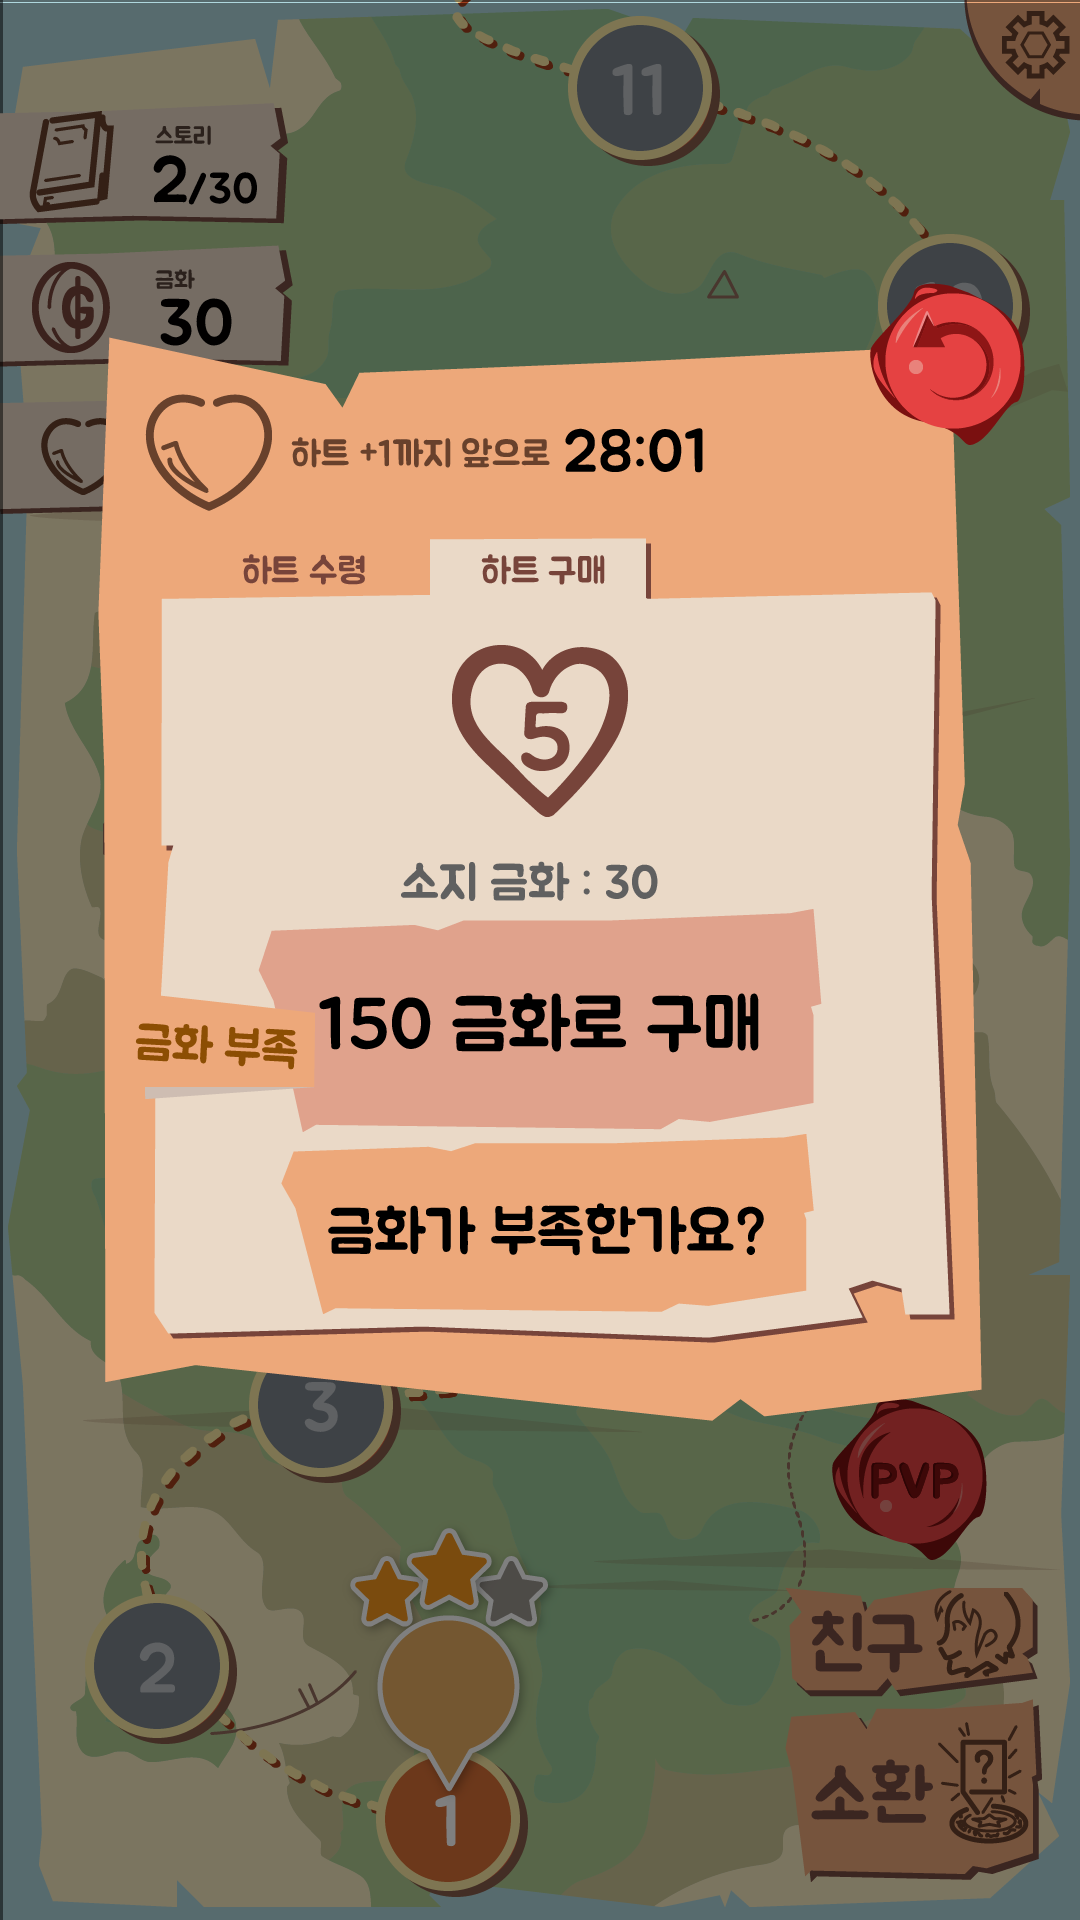 11
스토리
2/30
금화
30
G
하트 +1까지 앞으로 28:01
하트 수령
하트 구매
5
소지 금화 : 30
150 금화로 구매
금화 부족
금화가 부족한가요?
3
PVP
2
친구
1
소환
?